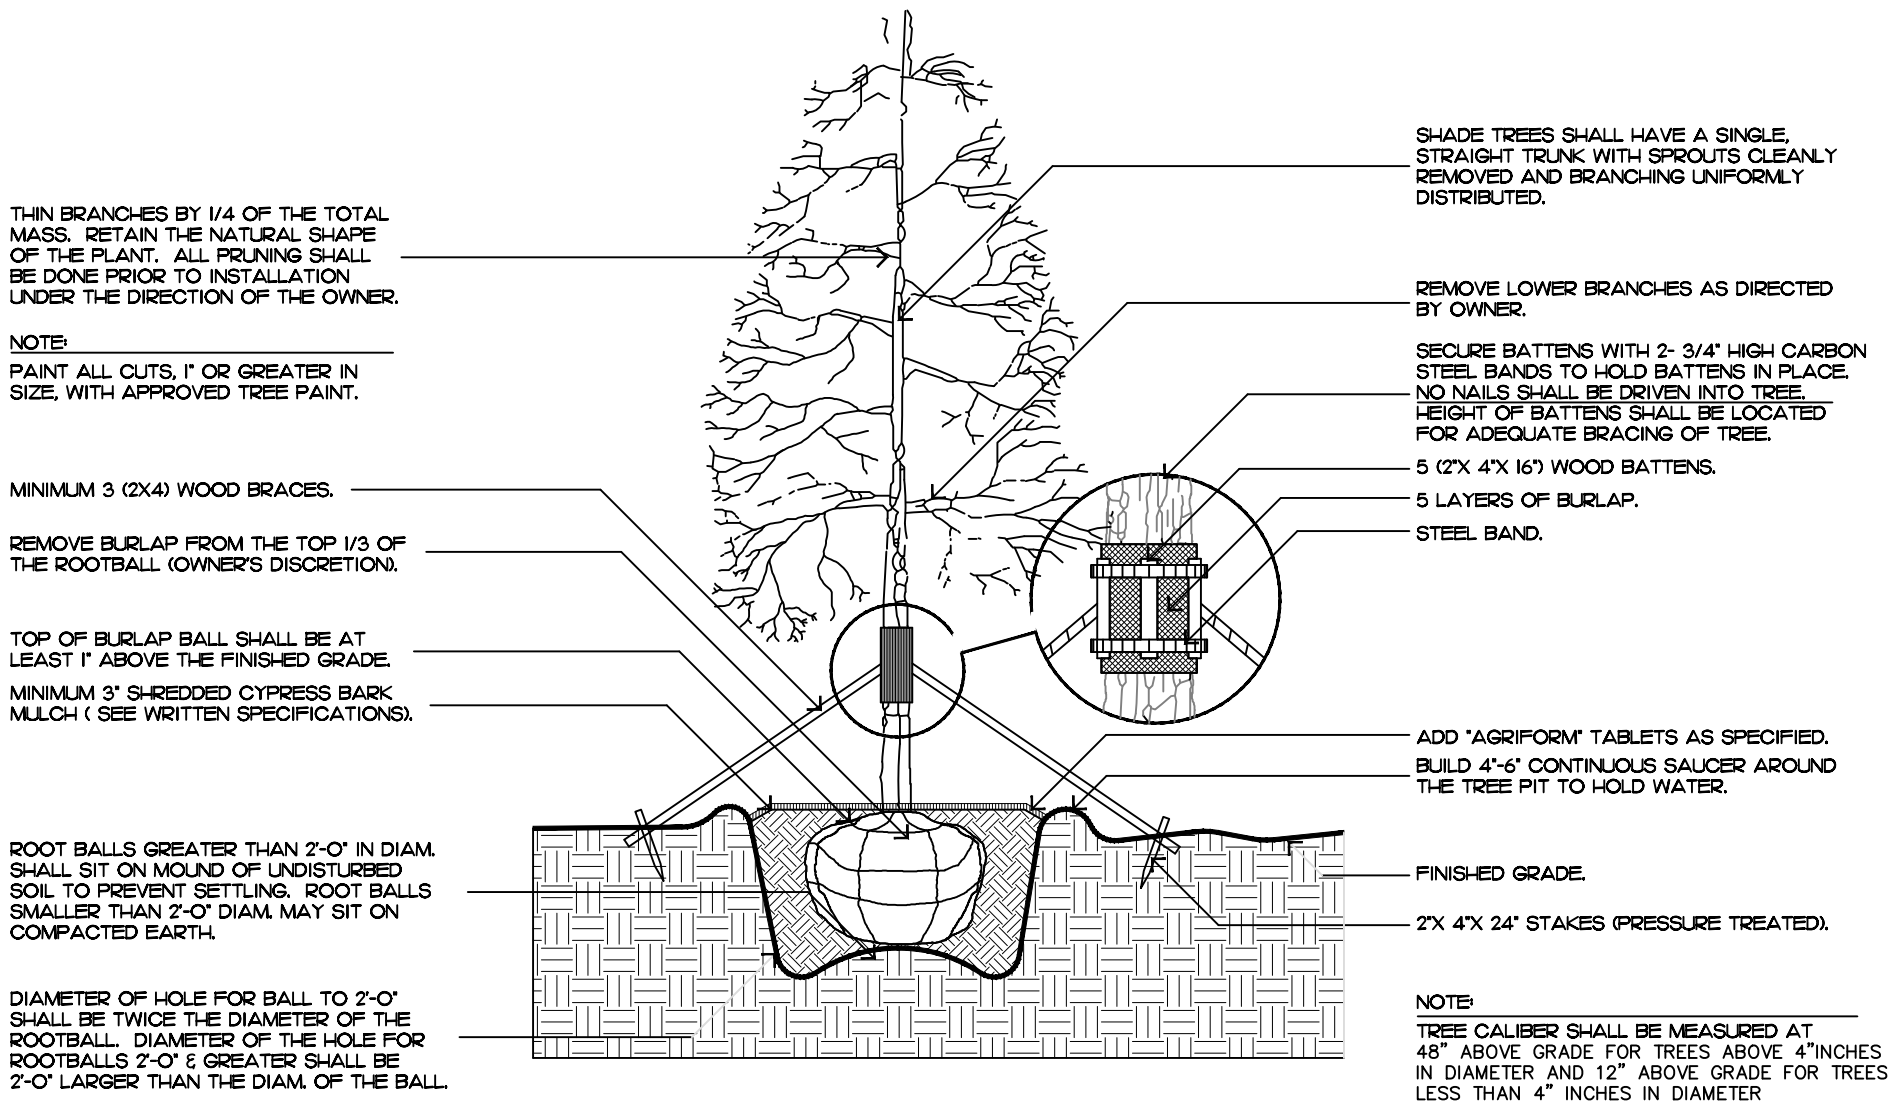 THIN BRANCHES BY 1/4 OF THE TOTAL
MASS. RETAIN THE NATURAL SHAPE
OF THE PLANT. ALL PRUNING SHALL
BE DONE PRIOR TO INSTALLATION
UNDER THE DIRECTION OF THE OWNER.
NOTE:
PAINT ALL CUTS, 1" OR GREATER IN
SIZE, WITH APPROVED TREE PAINT.
MINIMUM 3 (2X4) WOOD BRACES.
REMOVE BURLAP FROM THE TOP 1/3 OF
THE ROOTBALL (OWNER'S DISCRETION).
TOP OF BURLAP BALL SHALL BE AT
LEAST 1" ABOVE THE FINISHED GRADE.
MINIMUM 3" SHREDDED CYPRESS BARK
MULCH ( SEE WRITTEN SPECIFICATIONS).
ROOT BALLS GREATER THAN 2'-0" IN DIAM.
SHALL SIT ON MOUND OF UNDISTURBED
SOIL TO PREVENT SETTLING. ROOT BALLS
SMALLER THAN 2'-0" DIAM. MAY SIT ON
COMPACTED EARTH.
DIAMETER OF HOLE FOR BALL TO 2'-0"
SHALL BE TWICE THE DIAMETER OF THE
ROOTBALL. DIAMETER OF THE HOLE FOR
ROOTBALLS 2'-0" & GREATER SHALL BE
2'-0" LARGER THAN THE DIAM. OF THE BALL.
SHADE TREES SHALL HAVE A SINGLE,
STRAIGHT TRUNK WITH SPROUTS CLEANLY
REMOVED AND BRANCHING UNIFORMLY
DISTRIBUTED.
REMOVE LOWER BRANCHES AS DIRECTED
BY OWNER.
SECURE BATTENS WITH 2- 3/4" HIGH CARBON
STEEL BANDS TO HOLD BATTENS IN PLACE.
NO NAILS SHALL BE DRIVEN INTO TREE.
HEIGHT OF BATTENS SHALL BE LOCATED
FOR ADEQUATE BRACING OF TREE.
5 (2"X 4"X 16") WOOD BATTENS.
5 LAYERS OF BURLAP.
STEEL BAND.
ADD "AGRIFORM" TABLETS AS SPECIFIED.
BUILD 4"-6" CONTINUOUS SAUCER AROUND
THE TREE PIT TO HOLD WATER.
FINISHED GRADE.
2"X 4"X 24" STAKES (PRESSURE TREATED).
NOTE:
TREE CALIBER SHALL BE MEASURED AT
48" ABOVE GRADE FOR TREES ABOVE 4"INCHES
IN DIAMETER AND 12" ABOVE GRADE FOR TREES
LESS THAN 4" INCHES IN DIAMETER